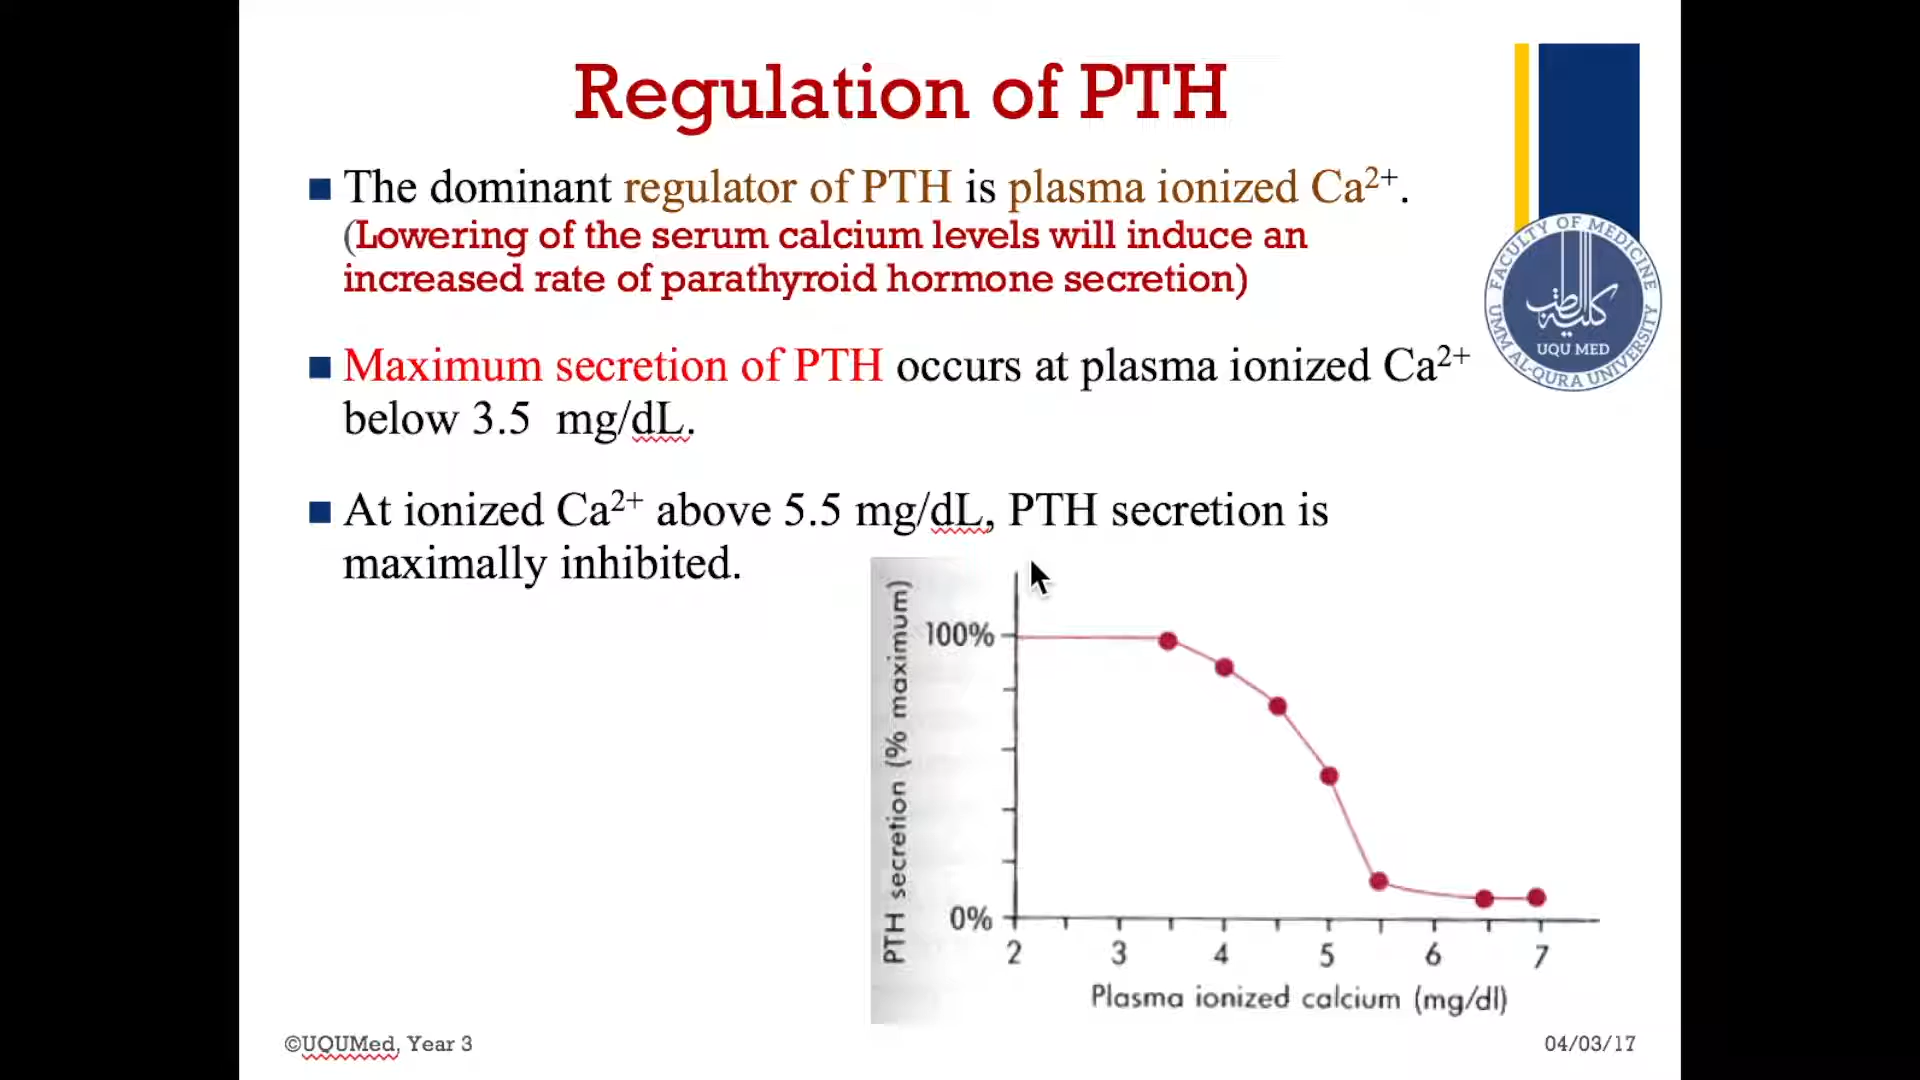 Regulation of PTH
The dominant regulator of PTH is plasma ionized Ca²⁺.
(Lowering of the serum calcium levels will induce an
increased rate of parathyroid hormone secretion)
Maximum secretion of PTH occurs at plasma ionized Ca²⁺
below 3.5 mg/dL.
At ionized Ca²⁺ above 5.5 mg/dL, PTH secretion is
maximally inhibited.
FACULTY OF MEDICINE
كلية الطب
UQU MED
UMM AL-QURA UNIVERSITY
PTH secretion (% maximum)
100%
0%
2 3 4 5 6 7
Plasma ionized calcium (mg/dl)
©UQUMed, Year 3
04/03/17